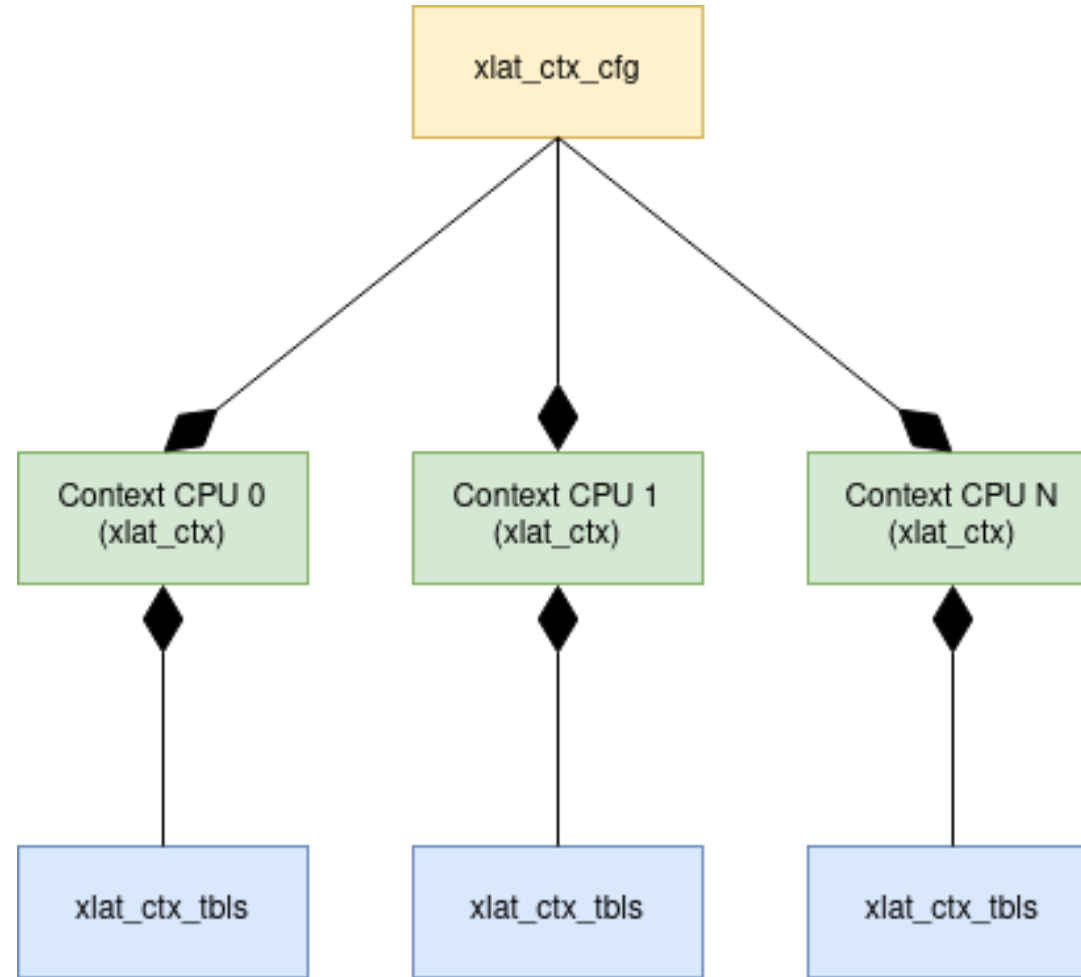 xlat_ctx_cfg
Context CPU 0
(xlat_ctx)
Context CPU 1
(xlat_ctx)
Context CPU N
(xlat_ctx)
xlat_ctx_tbls
xlat_ctx_tbls
xlat_ctx_tbls